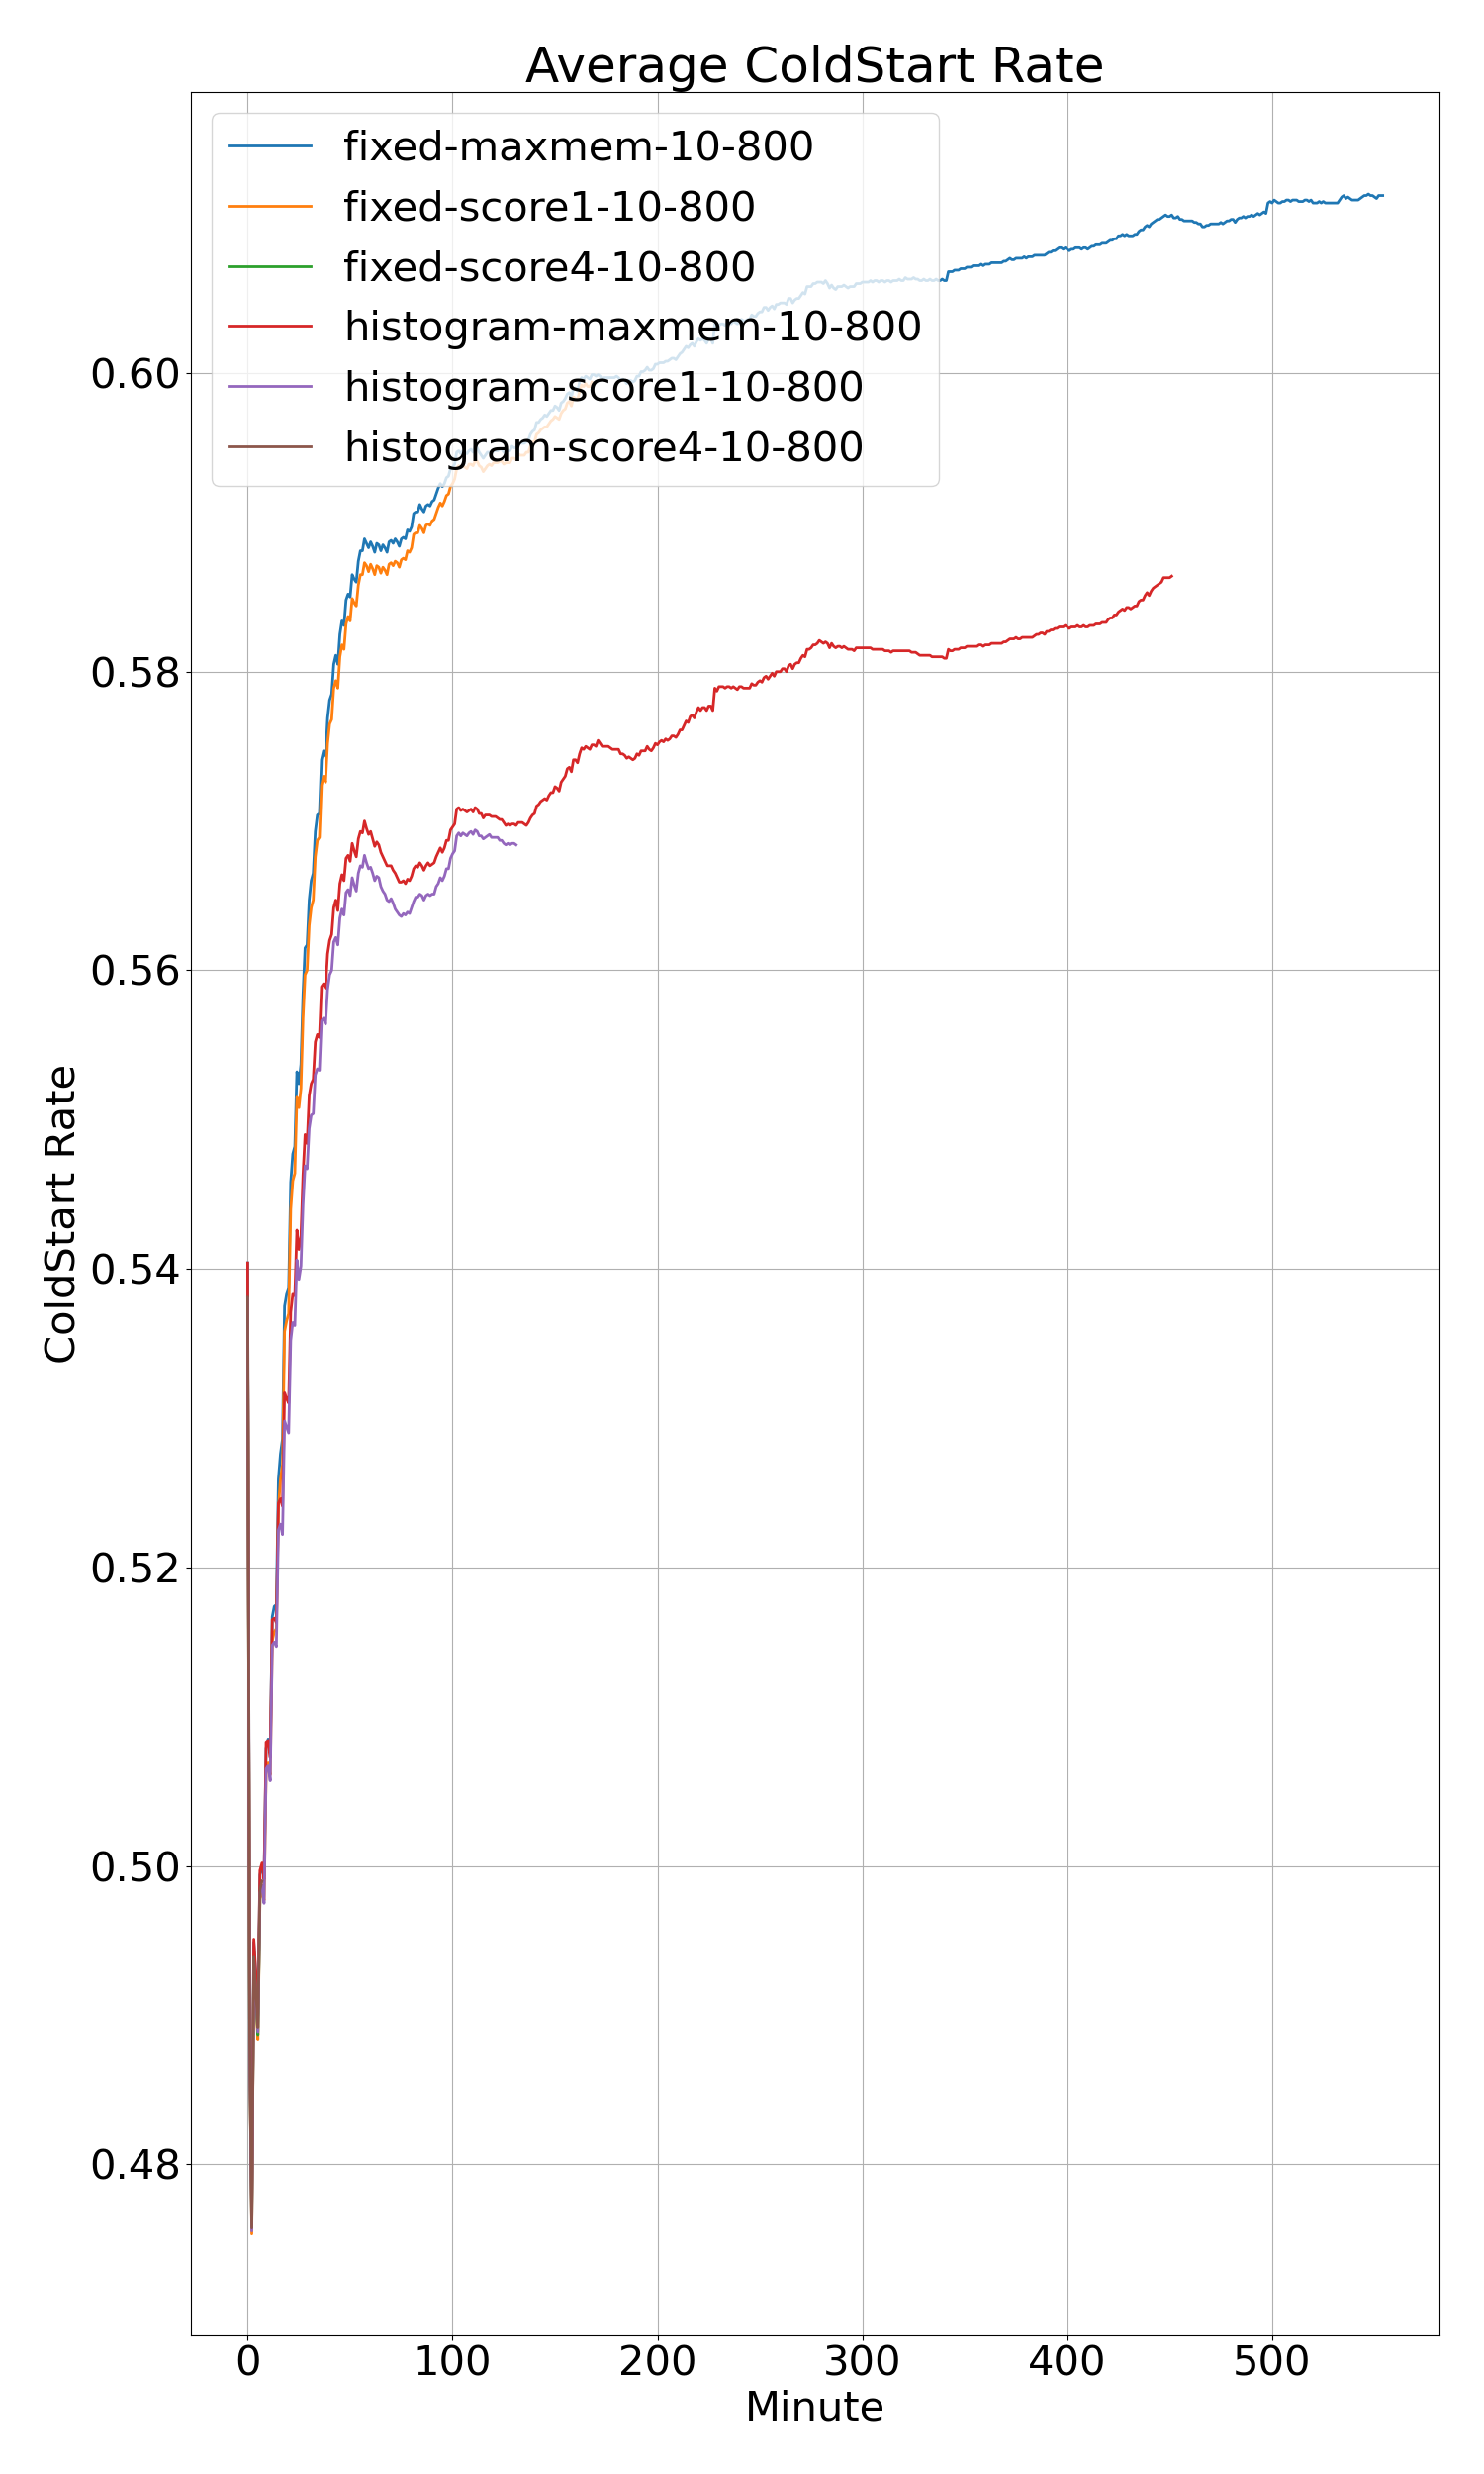 Average ColdStart Rate
fixed-maxmem-10-800
fixed-score1-10-800
fixed-score4-10-800
histogram-maxmem-10-800
histogram-score1-10-800
histogram-score4-10-800
0.60
0.58
0.56
0.54
0.52
0.50
0.48
ColdStart Rate
0 100 200 300 400 500
Minute